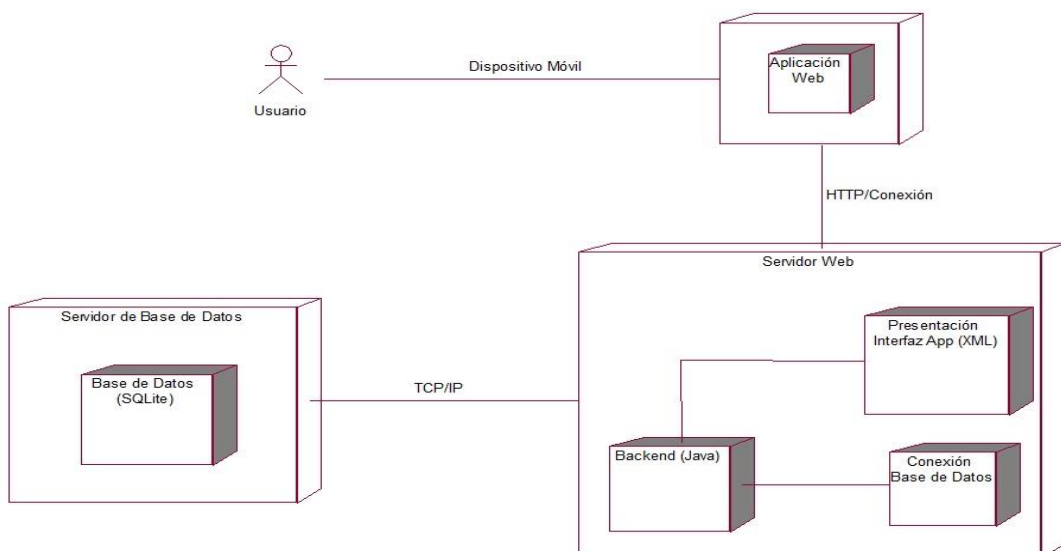 Dispositivo Móvil
Usuario
Aplicación
Web
HTTP/Conexión
Servidor Web
Servidor de Base de Datos
Base de Datos
(SQLite)
TCP/IP
Presentación
Interfaz App (XML)
Backend (Java)
Conexión
Base de Datos